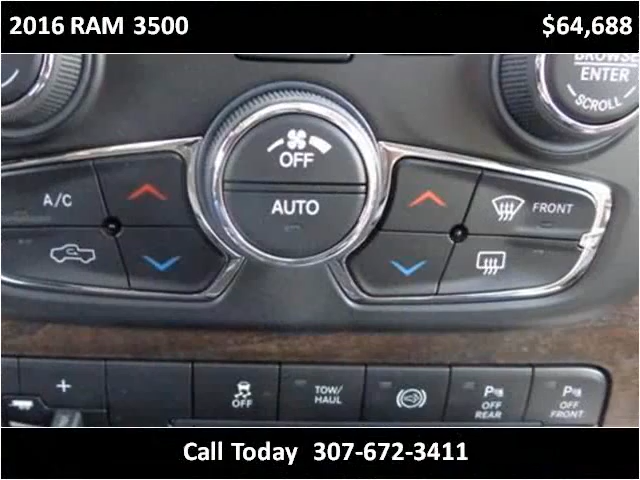 2016 RAM 3500 $64,688
BROWSE
ENTER
SCROLL
OFF
A/C
AUTO
FRONT
+
OFF
TOW/
HAUL
P
OFF
REAR
P
OFF
FRONT
Call Today 307-672-3411